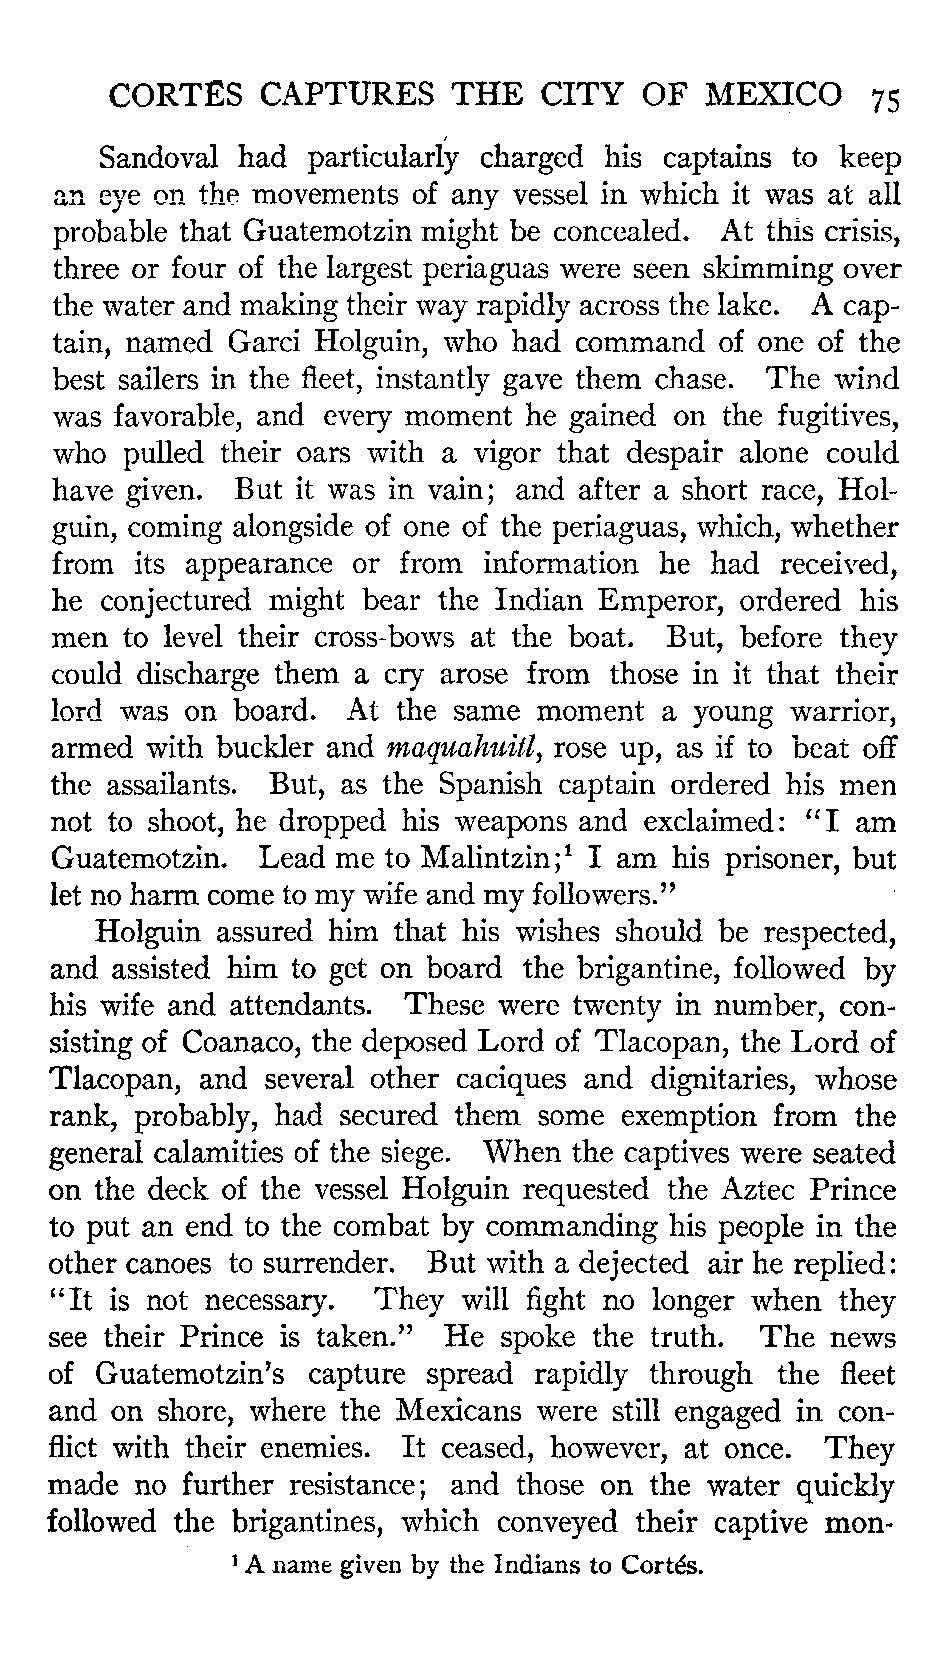 CORTÉS CAPTURES THE CITY OF MEXICO 75
Sandoval had particularly charged his captains to keep
an eye on the movements of any vessel in which it was at all
probable that Guatemotzin might be concealed. At this crisis,
three or four of the largest periaguas were seen skimming over
the water and making their way rapidly across the lake. A cap-
tain, named Garci Holguin, who had command of one of the
best sailers in the fleet, instantly gave them chase. The wind
was favorable, and every moment he gained on the fugitives,
who pulled their oars with a vigor that despair alone could
have given. But it was in vain; and after a short race, Hol-
guin, coming alongside of one of the periaguas, which, whether
from its appearance or from information he had received,
he conjectured might bear the Indian Emperor, ordered his
men to level their cross-bows at the boat. But, before they
could discharge them a cry arose from those in it that their
lord was on board. At the same moment a young warrior,
armed with buckler and maquahuitl, rose up, as if to beat off
the assailants. But, as the Spanish captain ordered his men
not to shoot, he dropped his weapons and exclaimed: “I am
Guatemotzin. Lead me to Malintzin;¹ I am his prisoner, but
let no harm come to my wife and my followers.”
Holguin assured him that his wishes should be respected,
and assisted him to get on board the brigantine, followed by
his wife and attendants. These were twenty in number, con-
sisting of Coanaco, the deposed Lord of Tlacopan, the Lord of
Tlacopan, and several other caciques and dignitaries, whose
rank, probably, had secured them some exemption from the
general calamities of the siege. When the captives were seated
on the deck of the vessel Holguin requested the Aztec Prince
to put an end to the combat by commanding his people in the
other canoes to surrender. But with a dejected air he replied:
“It is not necessary. They will fight no longer when they
see their Prince is taken.” He spoke the truth. The news
of Guatemotzin's capture spread rapidly through the fleet
and on shore, where the Mexicans were still engaged in con-
flict with their enemies. It ceased, however, at once. They
made no further resistance; and those on the water quickly
followed the brigantines, which conveyed their captive mon-
¹ A name given by the Indians to Cortés.